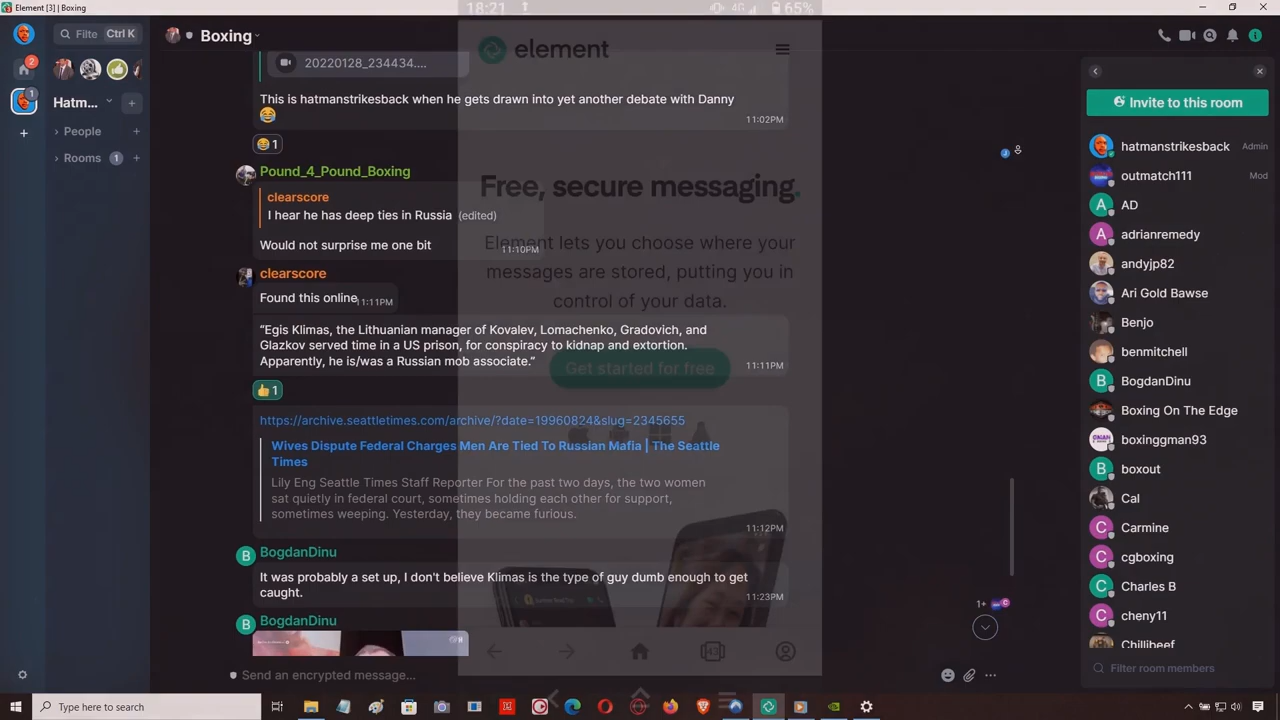 Element [3] | Boxing
18:21
4G
65%
Filte
Ctrl K
Boxing
element
2
20220128_234434....
1
Hatm...
This is hatmanstrikesback when he gets drawn into yet another debate with Danny
😂
11:02PM
😂 1
People
Rooms
1
Pound_4_Pound_Boxing
clearscore
I hear he has deep ties in Russia (edited)
Would not surprise me one bit
11:10PM
Free, secure messaging.
Element lets you choose where your
messages are stored, putting you in
control of your data.
Get started for free
clearscore
Found this online
11:11PM
“Egis Klimas, the Lithuanian manager of Kovalev, Lomachenko, Gradovich, and
Glazkov served time in a US prison, for conspiracy to kidnap and extortion.
Apparently, he is/was a Russian mob associate.”
11:11PM
👍 1
https://archive.seattletimes.com/archive/?date=19960824&slug=2345655
Wives Dispute Federal Charges Men Are Tied To Russian Mafia | The Seattle
Times
Lily Eng Seattle Times Staff Reporter For the past two days, the two women
sat quietly in federal court, sometimes holding each other for support,
sometimes weeping. Yesterday, they became furious.
11:12PM
B
BogdanDinu
It was probably a set up, I don't believe Klimas is the type of guy dumb enough to get
caught.
11:23PM
B
BogdanDinu
1+
C
J
43
Send an encrypted message...
Invite to this room
hatmanstrikesback
Admin
outmatch111
Mod
A
AD
adrianremedy
andyjp82
Ari Gold Bawse
Benjo
benmitchell
B
BogdanDinu
Boxing On The Edge
boxinggman93
B
boxout
Cal
C
Carmine
C
cgboxing
C
Charles B
C
cheny11
Chillibeef
Filter room members
Type here to search